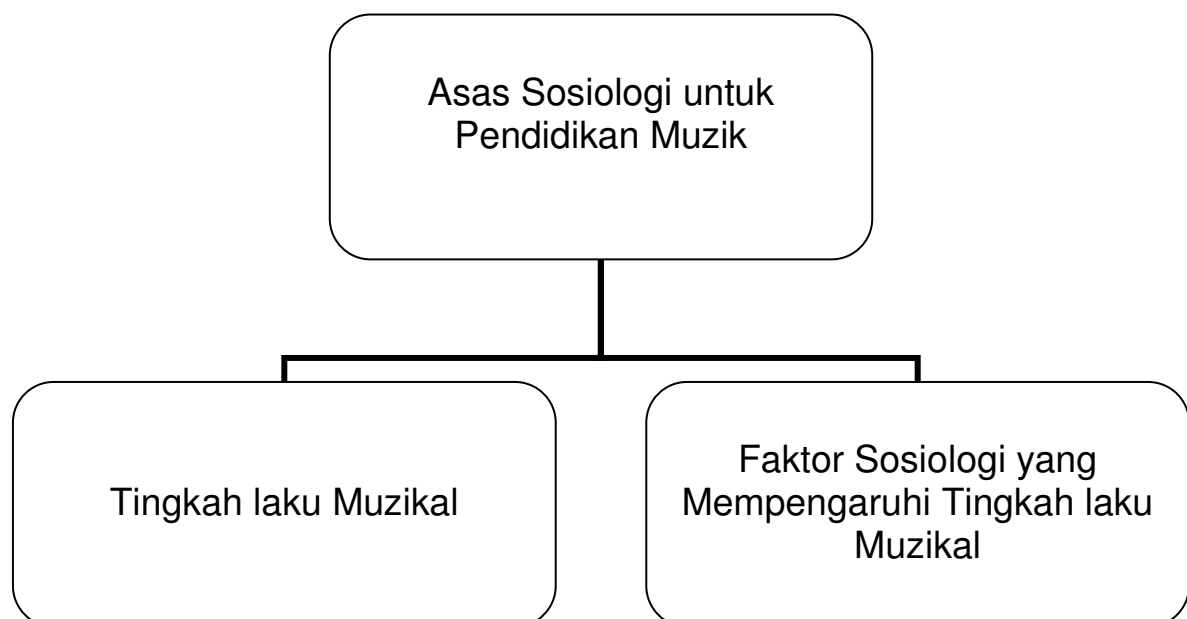 Asas Sosiologi untuk
Pendidikan Muzik
Tingkah laku Muzikal
Faktor Sosiologi yang
Mempengaruhi Tingkah laku
Muzikal